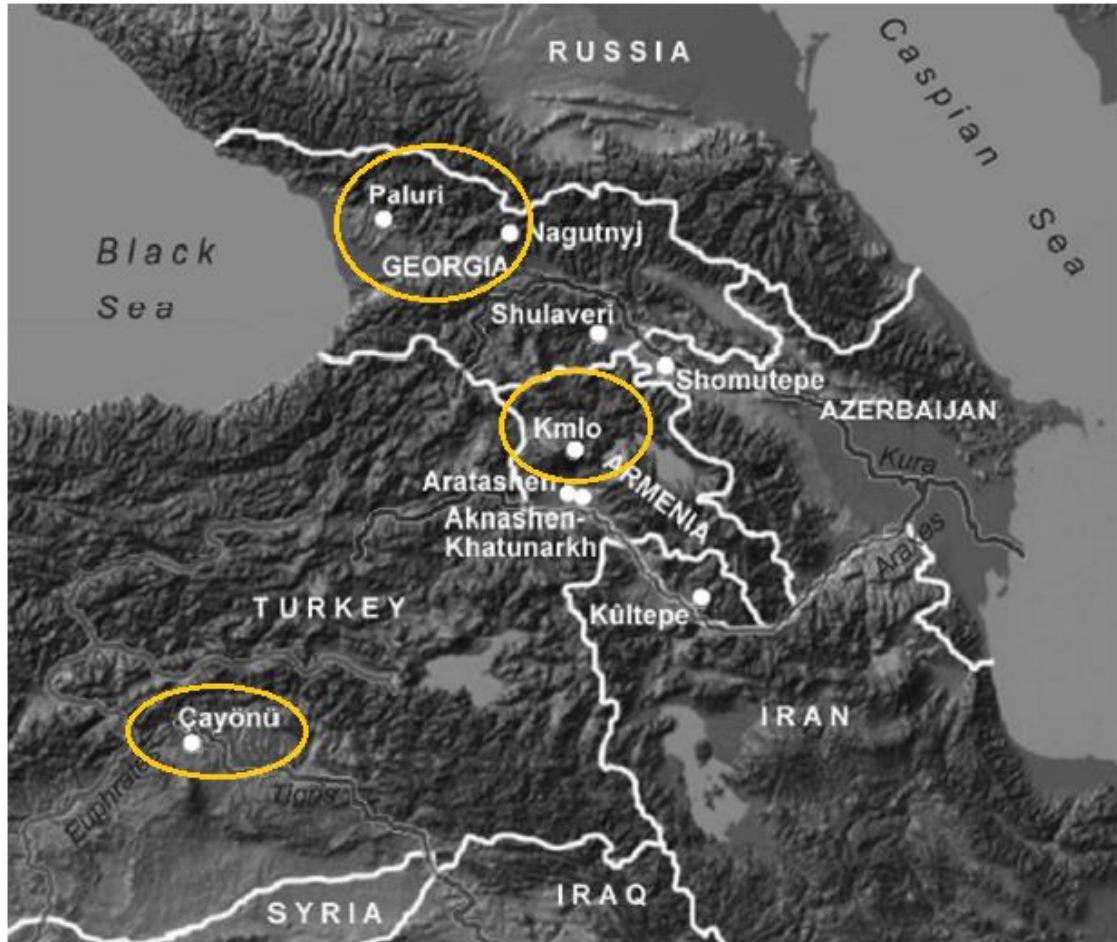 RUSSIA
Caspian
Sea
Paluri
Nagutnyj
Black
Sea
GEORGIA
Shulaveri
Shomutepe
AZERBAIJAN
Kmlo
Kura
ARMENIA
Aratashen
Aknashen-
Khatunarkh
Araxes
Kûltepe
TURKEY
Çayönü
IRAN
Euphrates
Tigris
IRAQ
SYRIA